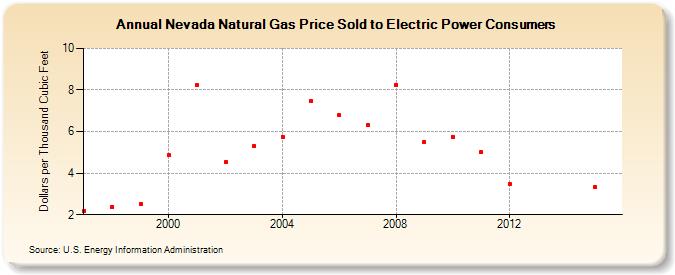 Annual Nevada Natural Gas Price Sold to Electric Power Consumers
Dollars per Thousand Cubic Feet
10
8
6
4
2
2000 2004 2008 2012
Source: U.S. Energy Information Administration